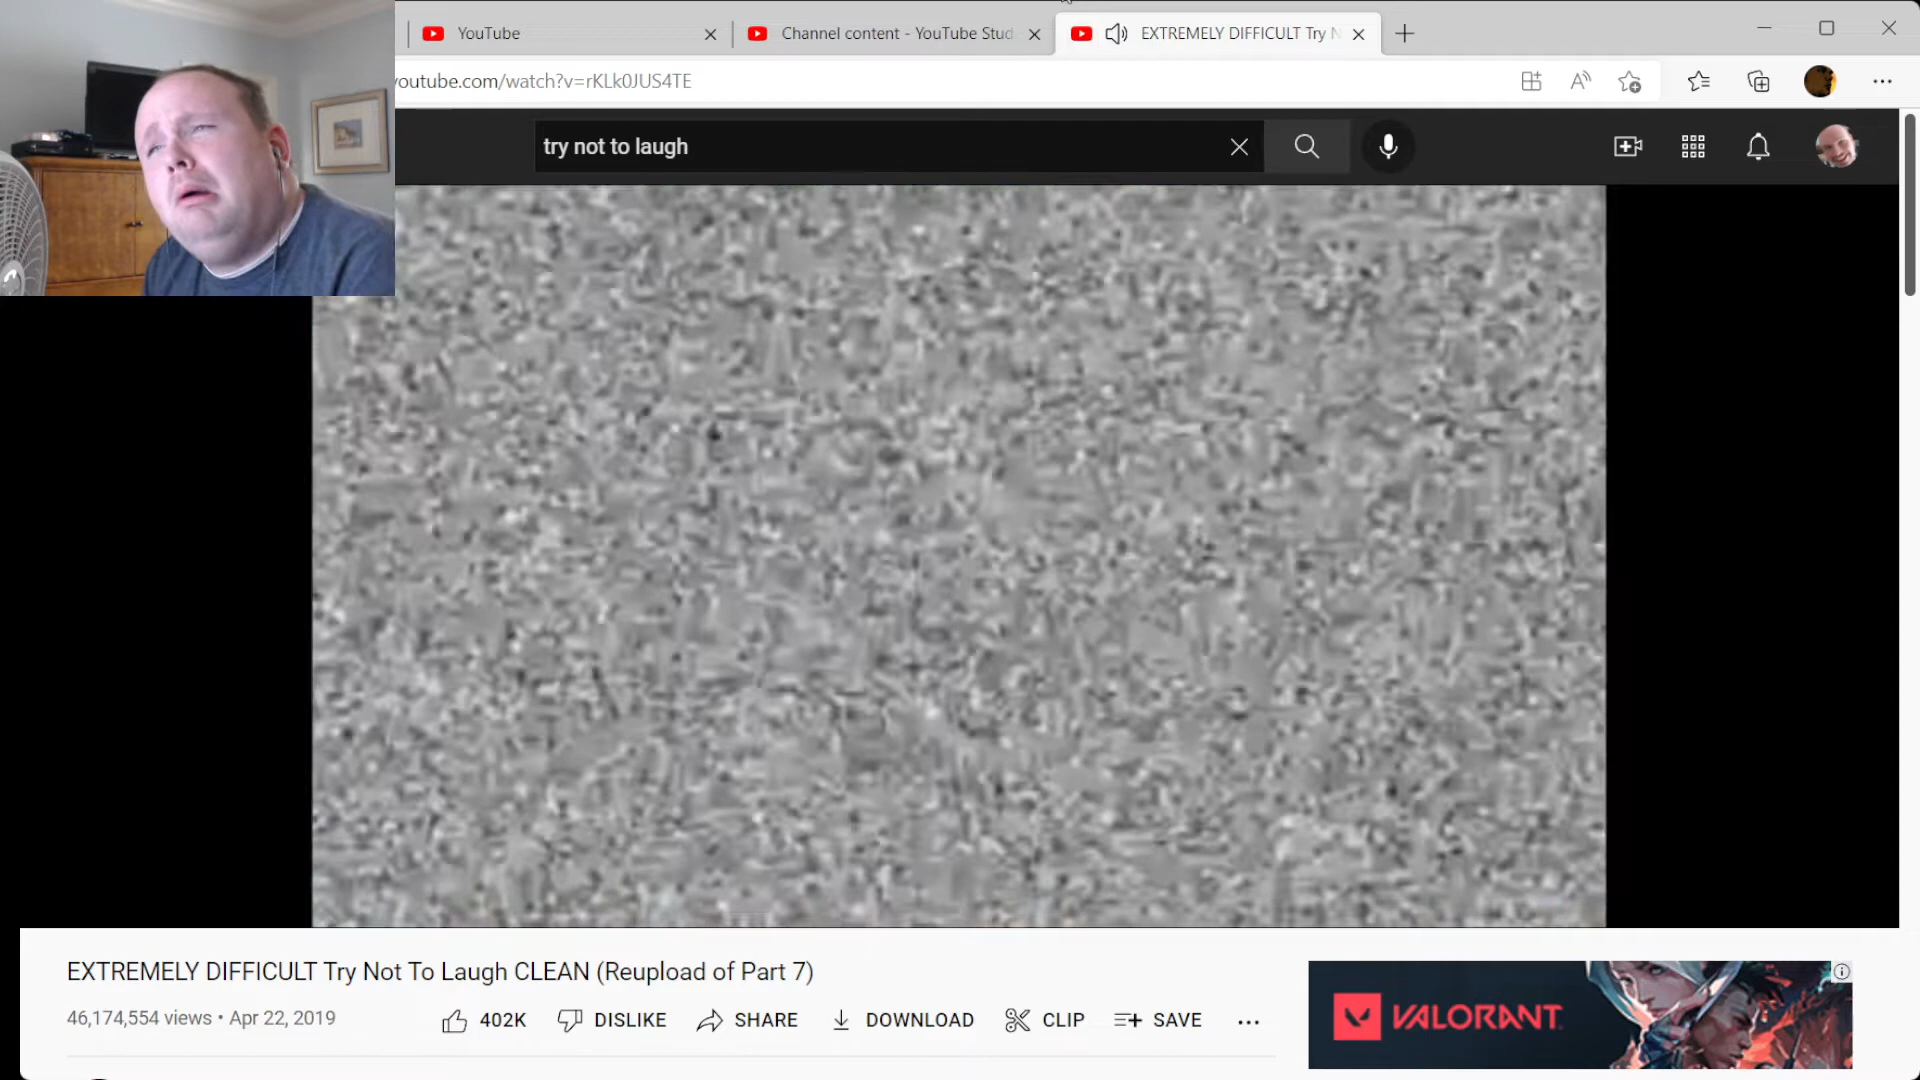 YouTube
Channel content - YouTube Stud
EXTREMELY DIFFICULT Try N
youtube.com/watch?v=rKLk0JUS4TE
try not to laugh
EXTREMELY DIFFICULT Try Not To Laugh CLEAN (Reupload of Part 7)
46,174,554 views • Apr 22, 2019
402K
DISLIKE
SHARE
DOWNLOAD
CLIP
SAVE
VALORANT